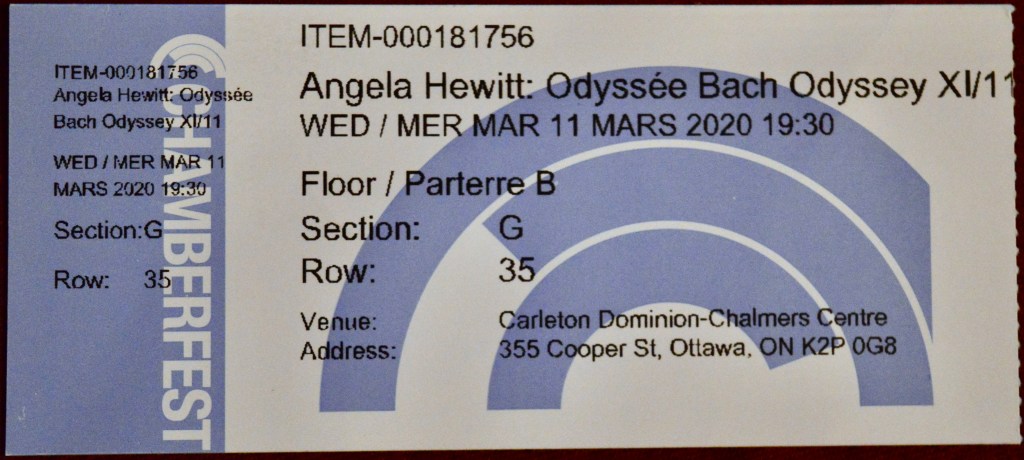 ITEM-000181756
Angela Hewitt: Odyssée
Bach Odyssey XI/11
WED / MER MAR 11
MARS 2020 19:30
Section:G
Row: 35
CHAMBERFEST
ITEM-000181756
Angela Hewitt: Odyssée Bach Odyssey XI/11
WED / MER MAR 11 MARS 2020 19:30
Floor / Parterre B
Section: G
Row: 35
Venue: Carleton Dominion-Chalmers Centre
Address: 355 Cooper St, Ottawa, ON K2P 0G8